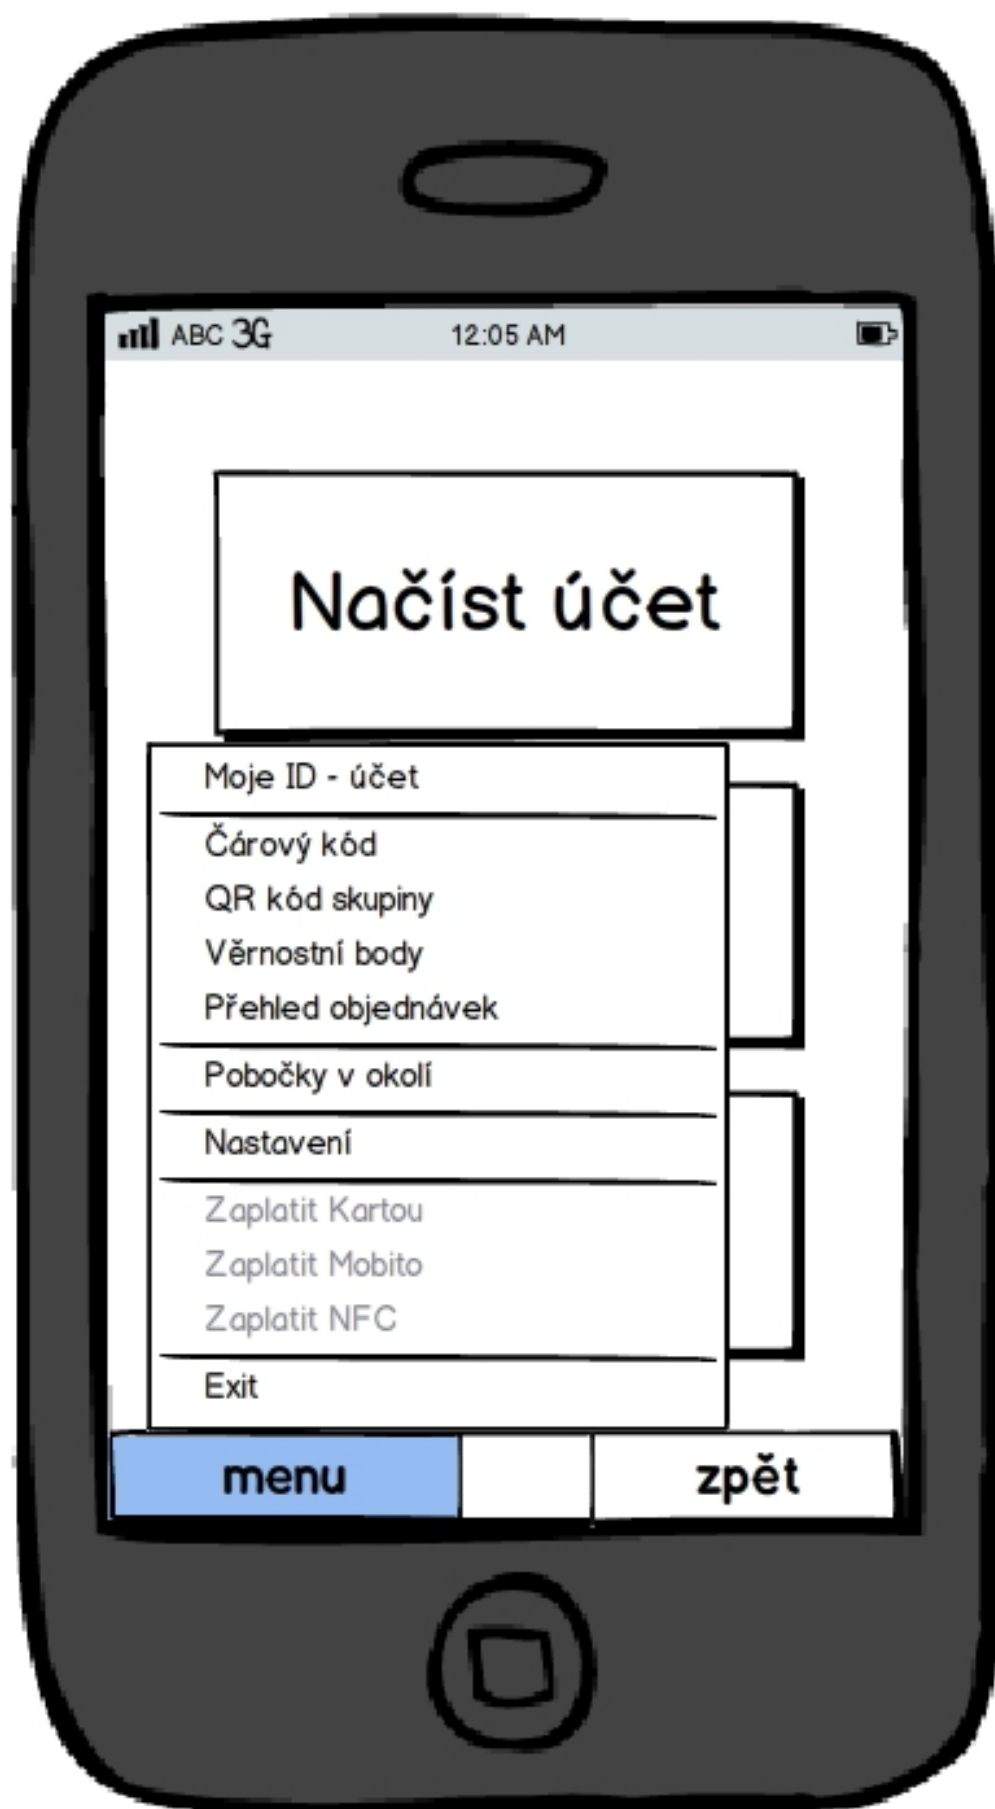 ABC 3G 12:05 AM
Načíst účet
Moje ID - účet
Čárový kód
QR kód skupiny
Věrnostní body
Přehled objednávek
Pobočky v okolí
Nastavení
Zaplatit Kartou
Zaplatit Mobito
Zaplatit NFC
Exit
menu zpět